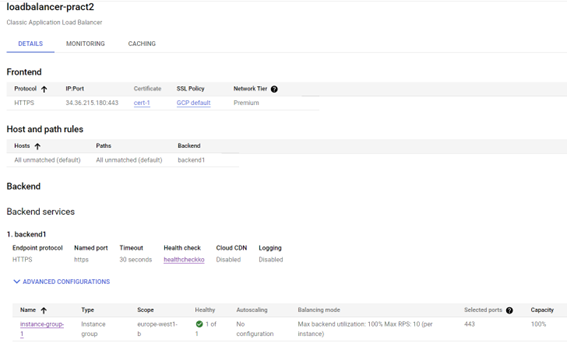 loadbalancer-pract2
Classic Application Load Balancer
DETAILS MONITORING CACHING
Frontend
Protocol IP:Port Certificate SSL Policy Network Tier
HTTPS 34.36.215.180:443 cert-1 GCP default Premium
Host and path rules
Hosts Paths Backend
All unmatched (default) All unmatched (default) backend1
Backend
Backend services
1. backend1
Endpoint protocol Named port Timeout Health check Cloud CDN Logging
HTTPS https 30 seconds healthcheckko Disabled Disabled
ADVANCED CONFIGURATIONS
Name Type Scope Healthy Autoscaling Balancing mode Selected ports Capacity
instance-group- Instance europe-west1- 1 of No Max backend utilization: 100% Max RPS: 10 (per 443 100%
1 group b 1 configuration instance)